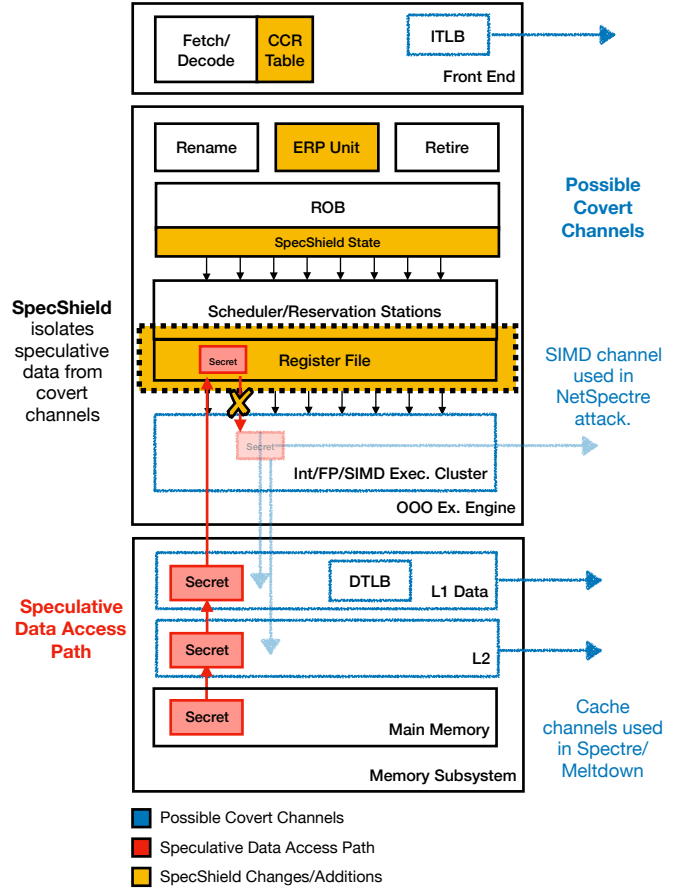 Fetch/
Decode
CCR
Table
ITLB
Front End
Rename
ERP Unit
Retire
Possible
Covert
Channels
ROB
SpecShield State
Scheduler/Reservation Stations
SpecShield
isolates
speculative
data from
covert
channels
Secret
Register File
SIMD channel
used in
NetSpectre
attack.
Secret
Int/FP/SIMD Exec. Cluster
OOO Ex. Engine
Secret
DTLB
L1 Data
Speculative
Data Access
Path
Secret
L2
Secret
Main Memory
Cache
channels used
in Spectre/
Meltdown
Memory Subsystem
Possible Covert Channels
Speculative Data Access Path
SpecShield Changes/Additions